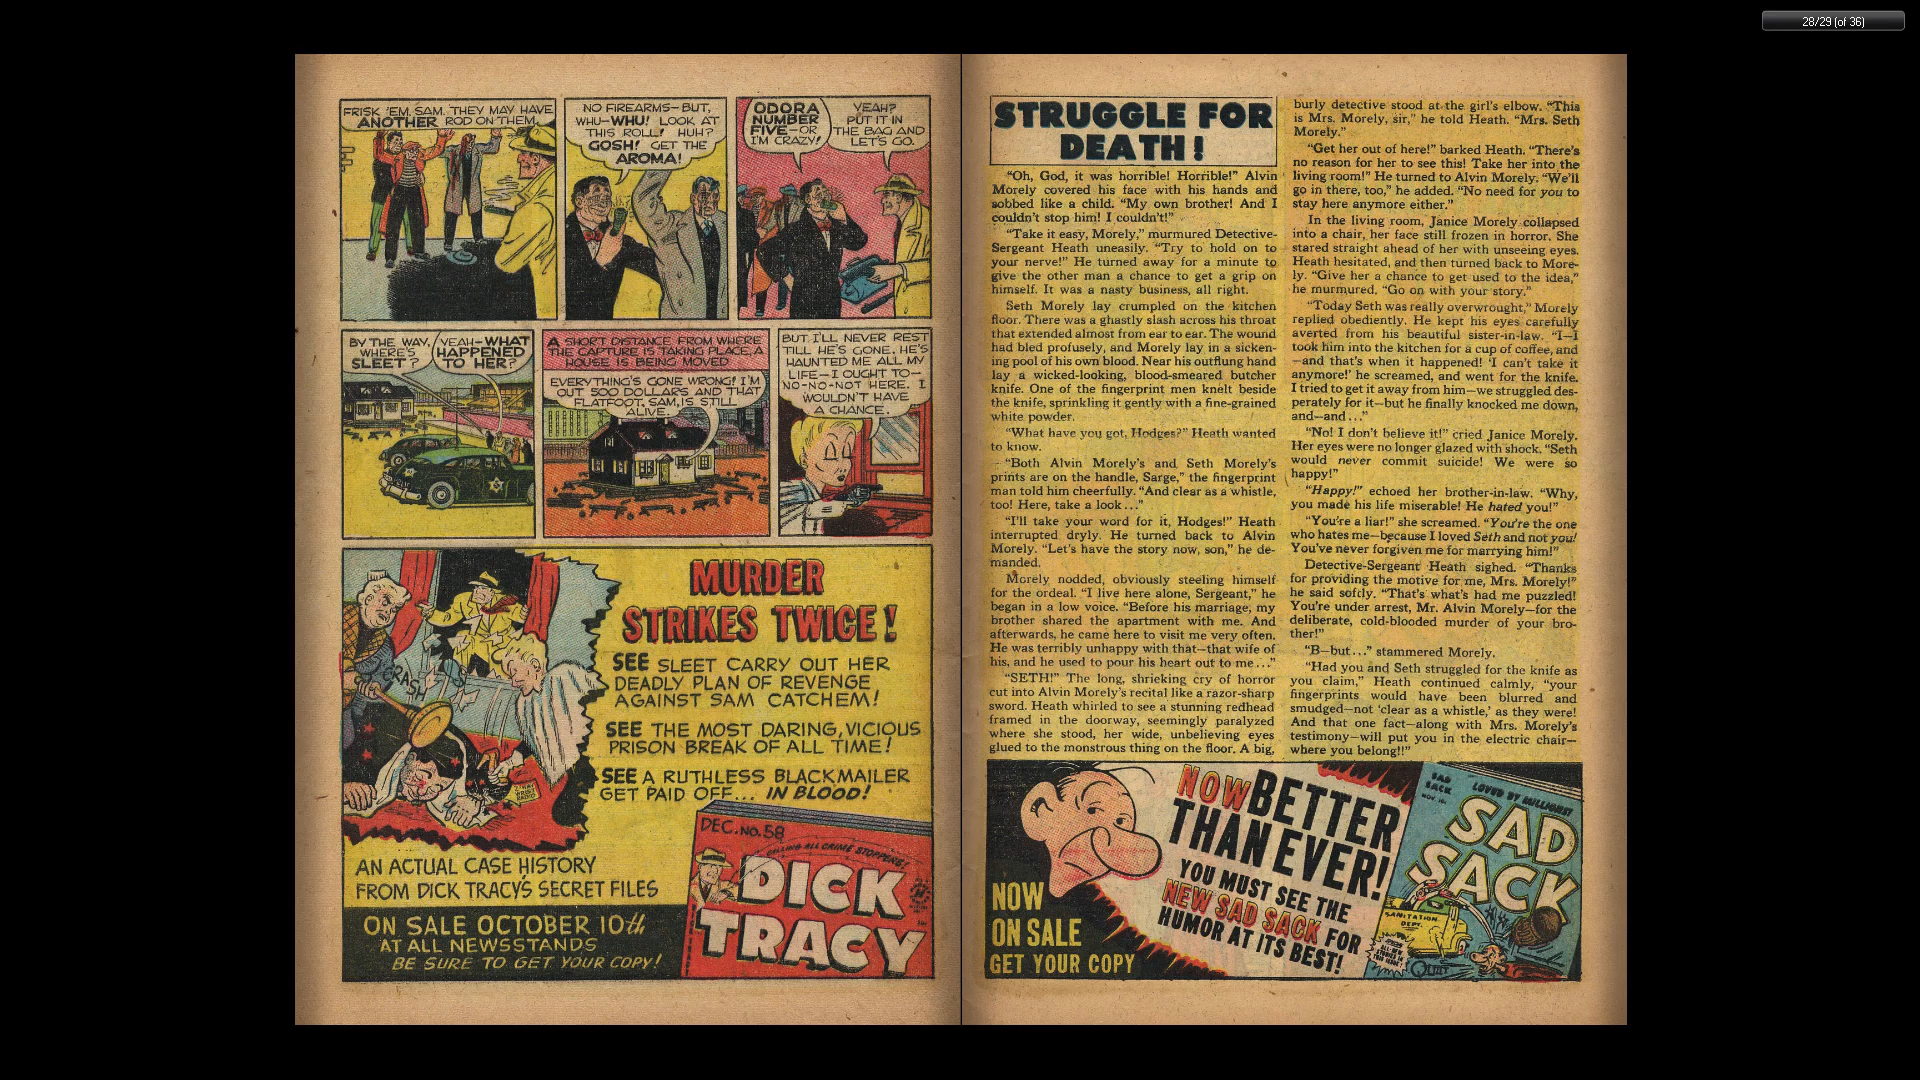 28/29 (of 36)
FRISK 'EM, SAM. THEY MAY HAVE
ANOTHER ROD ON THEM.
NO FIREARMS—BUT,
WHU—WHU! LOOK AT
THIS ROLL! HUH?
GOSH! GET THE
AROMA!
ODORA
NUMBER
FIVE—OR
I'M CRAZY!
YEAH?
PUT IT IN
THE BAG AND
LET'S GO.
BY THE WAY,
WHERE'S
SLEET?
YEAH—WHAT
HAPPENED
TO HER?
A SHORT DISTANCE FROM WHERE
THE CAPTURE IS TAKING PLACE, A
HOUSE IS BEING MOVED
EVERYTHING'S GONE WRONG! I'M
OUT 500 DOLLARS AND THAT
FLATFOOT, SAM, IS STILL
ALIVE.
BUT I'LL NEVER REST
TILL HE'S GONE. HE'S
HAUNTED ME ALL MY
LIFE—I OUGHT TO—
NO-NO-NOT HERE. I
WOULDN'T HAVE
A CHANCE.
CRASH
MURDER
STRIKES TWICE!
SEE SLEET CARRY OUT HER
DEADLY PLAN OF REVENGE
AGAINST SAM CATCHEM!
SEE THE MOST DARING, VICIOUS
PRISON BREAK OF ALL TIME!
SEE A RUTHLESS BLACKMAILER
GET PAID OFF... IN BLOOD!
AN ACTUAL CASE HISTORY
FROM DICK TRACY'S SECRET FILES
ON SALE OCTOBER 10th
AT ALL NEWSSTANDS
BE SURE TO GET YOUR COPY!
DEC. No. 58
CALLING ALL CRIME STOPPERS!
DICK
TRACY
STRUGGLE FOR
DEATH!
"Oh, God, it was horrible! Horrible!" Alvin
Morely covered his face with his hands and
sobbed like a child. "My own brother! And I
couldn't stop him! I couldn't!"
"Take it easy, Morely," murmured Detective-
Sergeant Heath uneasily. "Try to hold on to
your nerve!" He turned away for a minute to
give the other man a chance to get a grip on
himself. It was a nasty business, all right.
Seth Morely lay crumpled on the kitchen
floor. There was a ghastly slash across his throat
that extended almost from ear to ear. The wound
had bled profusely, and Morely lay in a sicken-
ing pool of his own blood. Near his outflung hand
lay a wicked-looking, blood-smeared butcher
knife. One of the fingerprint men knelt beside
the knife, sprinkling it gently with a fine-grained
white powder.
"What have you got, Hodges?" Heath wanted
to know.
"Both Alvin Morely's and Seth Morely's
prints are on the handle, Sarge," the fingerprint
man told him cheerfully. "And clear as a whistle,
too! Here, take a look..."
"I'll take your word for it, Hodges!" Heath
interrupted dryly. He turned back to Alvin
Morely. "Let's have the story now, son," he de-
manded.
Morely nodded, obviously steeling himself
for the ordeal. "I live here alone, Sergeant," he
began in a low voice. "Before his marriage, my
brother shared the apartment with me. And
afterwards, he came here to visit me very often.
He was terribly unhappy with that—that wife of
his, and he used to pour his heart out to me..."
"SETH!" The long, shrieking cry of horror
cut into Alvin Morely's recital like a razor-sharp
sword. Heath whirled to see a stunning redhead
framed in the doorway, seemingly paralyzed
where she stood, her wide, unbelieving eyes
glued to the monstrous thing on the floor. A big,
burly detective stood at the girl's elbow. "This
is Mrs. Morely, sir," he told Heath. "Mrs. Seth
Morely."
"Get her out of here!" barked Heath. "There's
no reason for her to see this! Take her into the
living room!" He turned to Alvin Morely. "We'll
go in there, too," he added. "No need for you to
stay here anymore either."
In the living room, Janice Morely collapsed
into a chair, her face still frozen in horror. She
stared straight ahead of her with unseeing eyes.
Heath hesitated, and then turned back to More-
ly. "Give her a chance to get used to the idea,"
he murmured. "Go on with your story."
"Today Seth was really overwrought," Morely
replied obediently. He kept his eyes carefully
averted from his beautiful sister-in-law. "I—I
took him into the kitchen for a cup of coffee, and
—and that's when it happened! 'I can't take it
anymore!' he screamed, and went for the knife.
I tried to get it away from him—we struggled des-
perately for it—but he finally knocked me down,
and—and..."
"No! I don't believe it!" cried Janice Morely.
Her eyes were no longer glazed with shock. "Seth
would never commit suicide! We were so
happy!"
"Happy!" echoed her brother-in-law. "Why,
you made his life miserable! He hated you!"
"You're a liar!" she screamed. "You're the one
who hates me—because I loved Seth and not you!
You've never forgiven me for marrying him!"
Detective-Sergeant Heath sighed. "Thanks
for providing the motive for me, Mrs. Morely!"
he said softly. "That's what's had me puzzled!
You're under arrest, Mr. Alvin Morely—for the
deliberate, cold-blooded murder of your bro-
ther!"
"B—but..." stammered Morely.
"Had you and Seth struggled for the knife as
you claim," Heath continued calmly, "your
fingerprints would have been blurred and
smudged—not 'clear as a whistle,' as they were!
And that one fact—along with Mrs. Morely's
testimony—will put you in the electric chair—
where you belong!!"
NOW
ON SALE
GET YOUR COPY
NOW BETTER
THAN EVER!
YOU MUST SEE THE
NEW SAD SACK FOR
HUMOR AT ITS BEST!
SAD
SACK
LOVED BY MILLIONS!
SAD
SACK
SANITATION
DEPT.